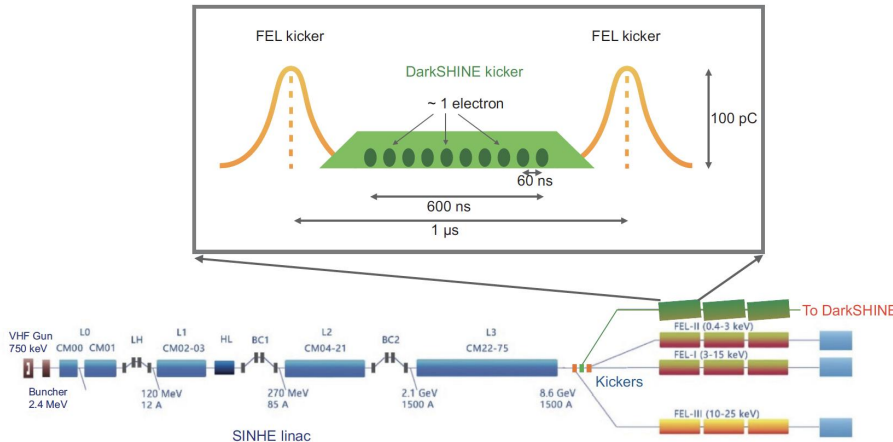 FEL kicker
FEL kicker
DarkSHINE kicker
~ 1 electron
100 pC
60 ns
600 ns
1 μs
To DarkSHINE
FEL-II (0.4-3 keV)
L0
L1
L2
L3
VHF Gun
750 keV
CM00
CM01
LH
CM02-03
HL
BC1
CM04-21
BC2
CM22-75
FEL-I (3-15 keV)
Kickers
Buncher
2.4 MeV
120 MeV
12 A
270 MeV
85 A
2.1 GeV
1500 A
8.6 GeV
1500 A
FEL-III (10-25 keV)
SINHE linac